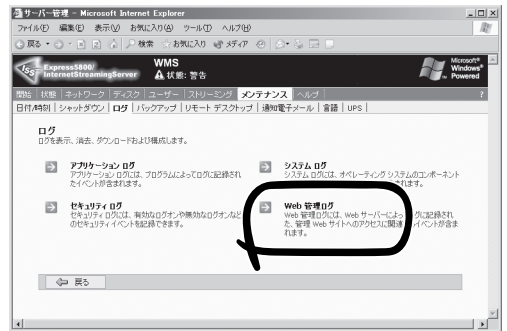 サーバー管理 - Microsoft Internet Explorer
ファイル(F) 編集(E) 表示(V) お気に入り(A) ツール(T) ヘルプ(H)
戻る 検索 お気に入り メディア
Express5800/
InternetStreamingServer
WMS
状態: 警告
Microsoft®
Windows®
Powered
開始 状態 ネットワーク ディスク ユーザー ストリーミング メンテナンス ヘルプ ?
日付/時刻 シャットダウン ログ バックアップ リモート デスクトップ 通知電子メール 言語 UPS
ログ
ログを表示、消去、ダウンロードおよび構成します。
アプリケーション ログ
アプリケーション ログには、プログラムによってログに記録され
たイベントが含まれます。
システム ログ
システム ログには、オペレーティング システムのコンポーネント
れます。
セキュリティ ログ
セキュリティ ログには、有効なログオンや無効なログオンなど
のセキュリティ イベントを記録できます。
Web 管理ログ
Web 管理ログには、Web サーバーによっ グに記録され
た、管理 Web サイトへのアクセスに関連 イベントが含ま
れます。
戻る